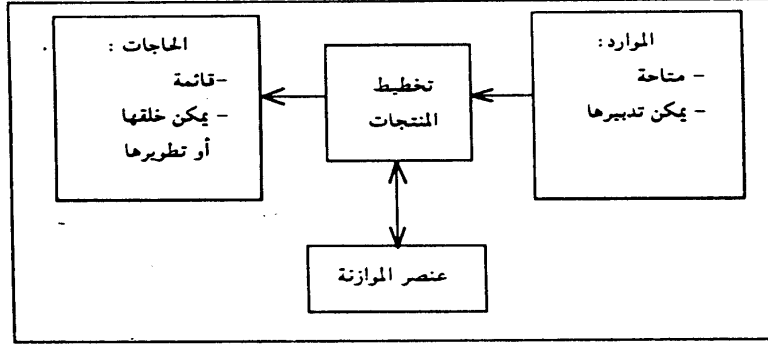 الموارد:
- متاحة
- يمكن تدبيرها
تخطيط
المنتجات
الحاجات :
-قائمة
- يمكن خلقها
أو تطويرها
عنصر الموازنة